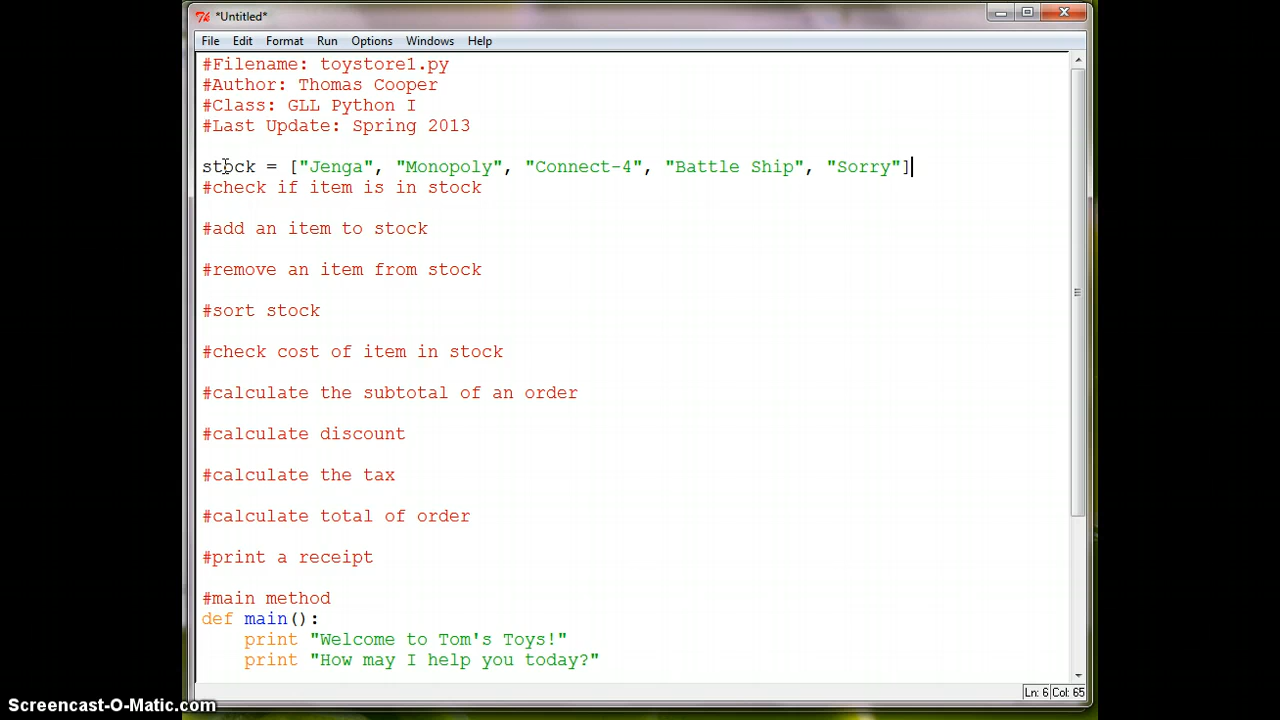 *Untitled*
File Edit Format Run Options Windows Help
#Filename: toystore1.py
#Author: Thomas Cooper
#Class: GLL Python I
#Last Update: Spring 2013
stock = ["Jenga", "Monopoly", "Connect-4", "Battle Ship", "Sorry"]
#check if item is in stock
#add an item to stock
#remove an item from stock
#sort stock
#check cost of item in stock
#calculate the subtotal of an order
#calculate discount
#calculate the tax
#calculate total of order
#print a receipt
#main method
def main():
print "Welcome to Tom's Toys!"
print "How may I help you today?"
Ln: 6 Col: 65
Screencast-O-Matic.com